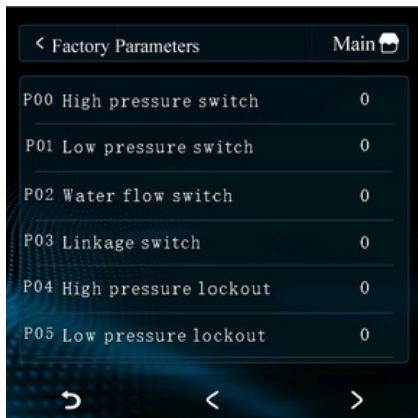 < Factory Parameters Main
P00 High pressure switch 0
P01 Low pressure switch 0
P02 Water flow switch 0
P03 Linkage switch 0
P04 High pressure lockout 0
P05 Low pressure lockout 0